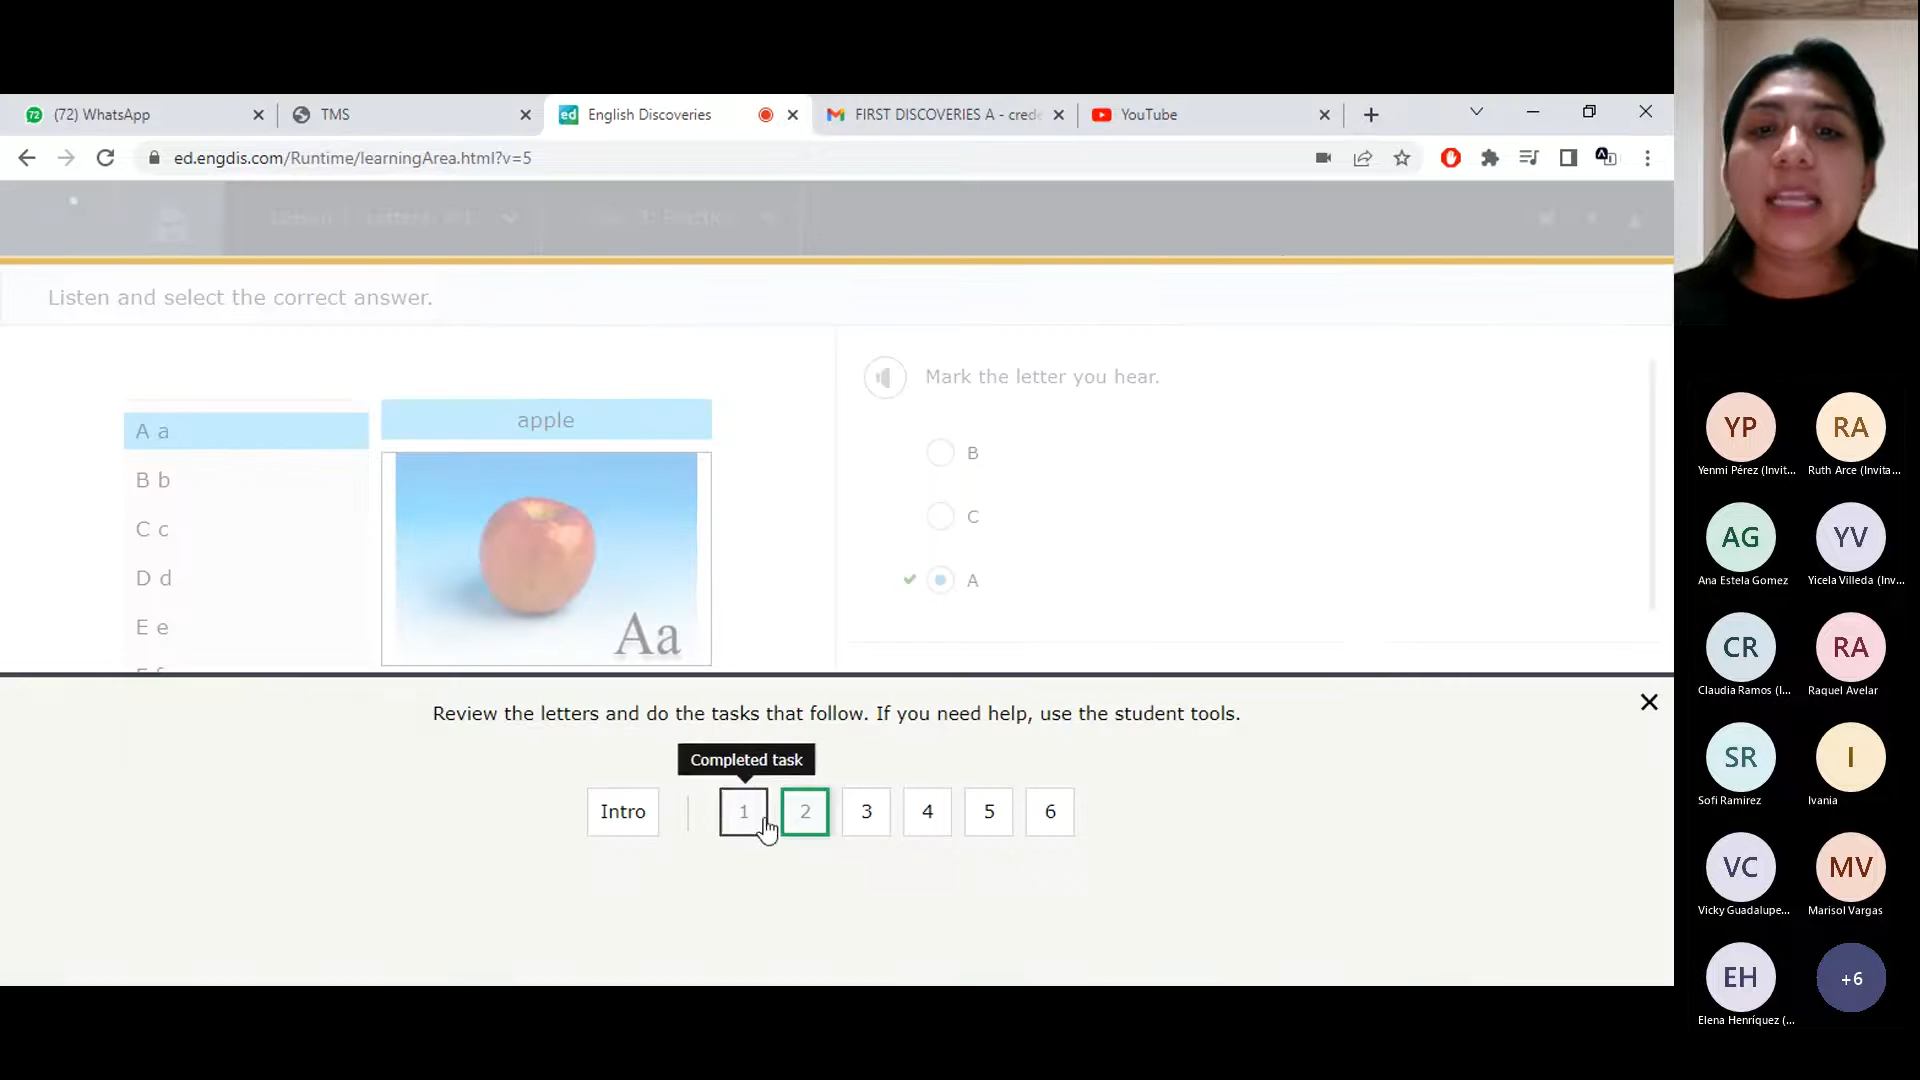 (72) WhatsApp
TMS
English Discoveries
FIRST DISCOVERIES A - crede
YouTube
ed.engdis.com/Runtime/learningArea.html?v=5
Listen and select the correct answer.
A a
B b
C c
D d
E e
apple
Aa
Mark the letter you hear.
B
C
A
Review the letters and do the tasks that follow. If you need help, use the student tools.
Completed task
Intro
1
2
3
4
5
6
YP
Yenmi Pérez (Invit...
RA
Ruth Arce (Invita...
AG
Ana Estela Gomez
YV
Yicela Villeda (Inv...
CR
Claudia Ramos (I...
RA
Raquel Avelar
SR
Sofi Ramirez
I
Ivania
VC
Vicky Guadalupe...
MV
Marisol Vargas
EH
Elena Henríquez (...
+6